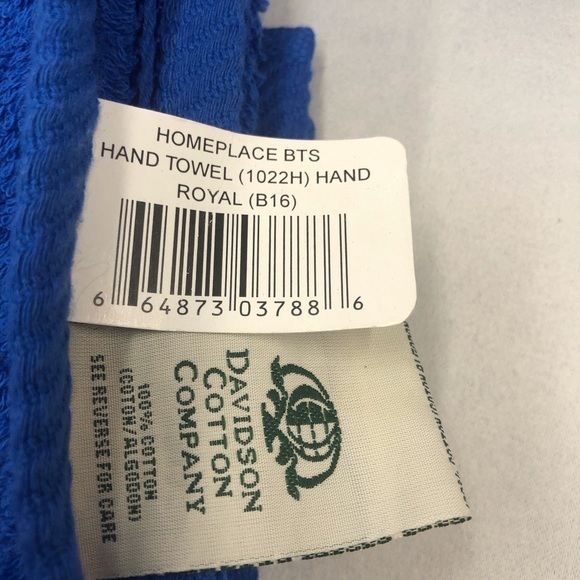 HOMEPLACE BTS
HAND TOWEL (1022H) HAND
ROYAL (B16)
6 64873 03788 6
DAVIDSON
COTTON
COMPANY
100% COTTON
(COTON/ALGODON)
SEE REVERSE FOR CARE